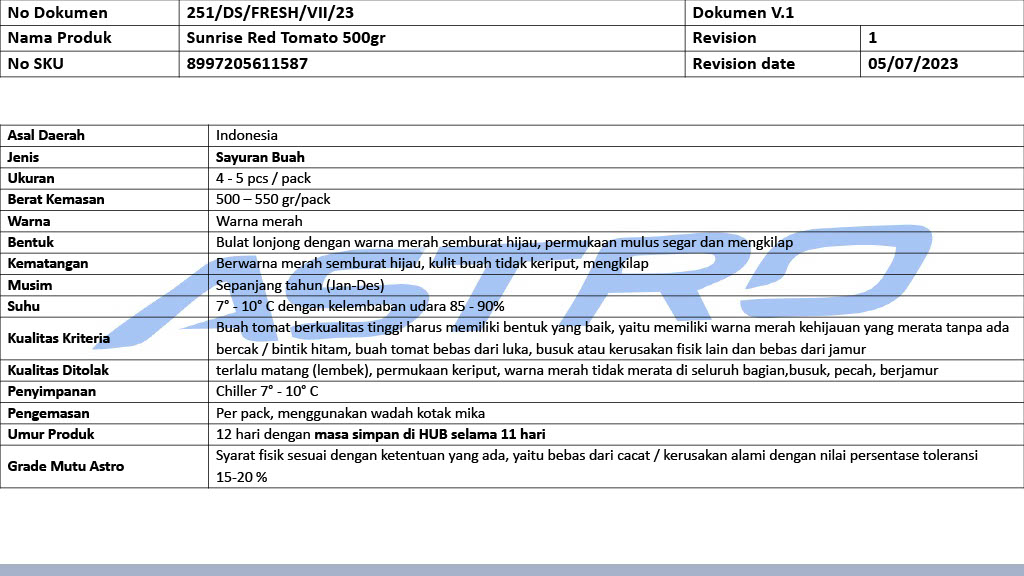 No Dokumen 251/DS/FRESH/VII/23 Dokumen V.1
Nama Produk Sunrise Red Tomato 500gr Revision 1
No SKU 8997205611587 Revision date 05/07/2023
Asal Daerah Indonesia
Jenis Sayuran Buah
Ukuran 4 - 5 pcs / pack
Berat Kemasan 500 – 550 gr/pack
Warna Warna merah
Bentuk Bulat lonjong dengan warna merah semburat hijau, permukaan mulus segar dan mengkilap
Kematangan Berwarna merah semburat hijau, kulit buah tidak keriput, mengkilap
Musim Sepanjang tahun (Jan-Des)
Suhu 7° - 10° C dengan kelembaban udara 85 - 90%
Kualitas Kriteria Buah tomat berkualitas tinggi harus memiliki bentuk yang baik, yaitu memiliki warna merah kehijauan yang merata tanpa ada
bercak / bintik hitam, buah tomat bebas dari luka, busuk atau kerusakan fisik lain dan bebas dari jamur
Kualitas Ditolak terlalu matang (lembek), permukaan keriput, warna merah tidak merata di seluruh bagian,busuk, pecah, berjamur
Penyimpanan Chiller 7° - 10° C
Pengemasan Per pack, menggunakan wadah kotak mika
Umur Produk 12 hari dengan masa simpan di HUB selama 11 hari
Grade Mutu Astro Syarat fisik sesuai dengan ketentuan yang ada, yaitu bebas dari cacat / kerusakan alami dengan nilai persentase toleransi
15-20 %
ASTRO